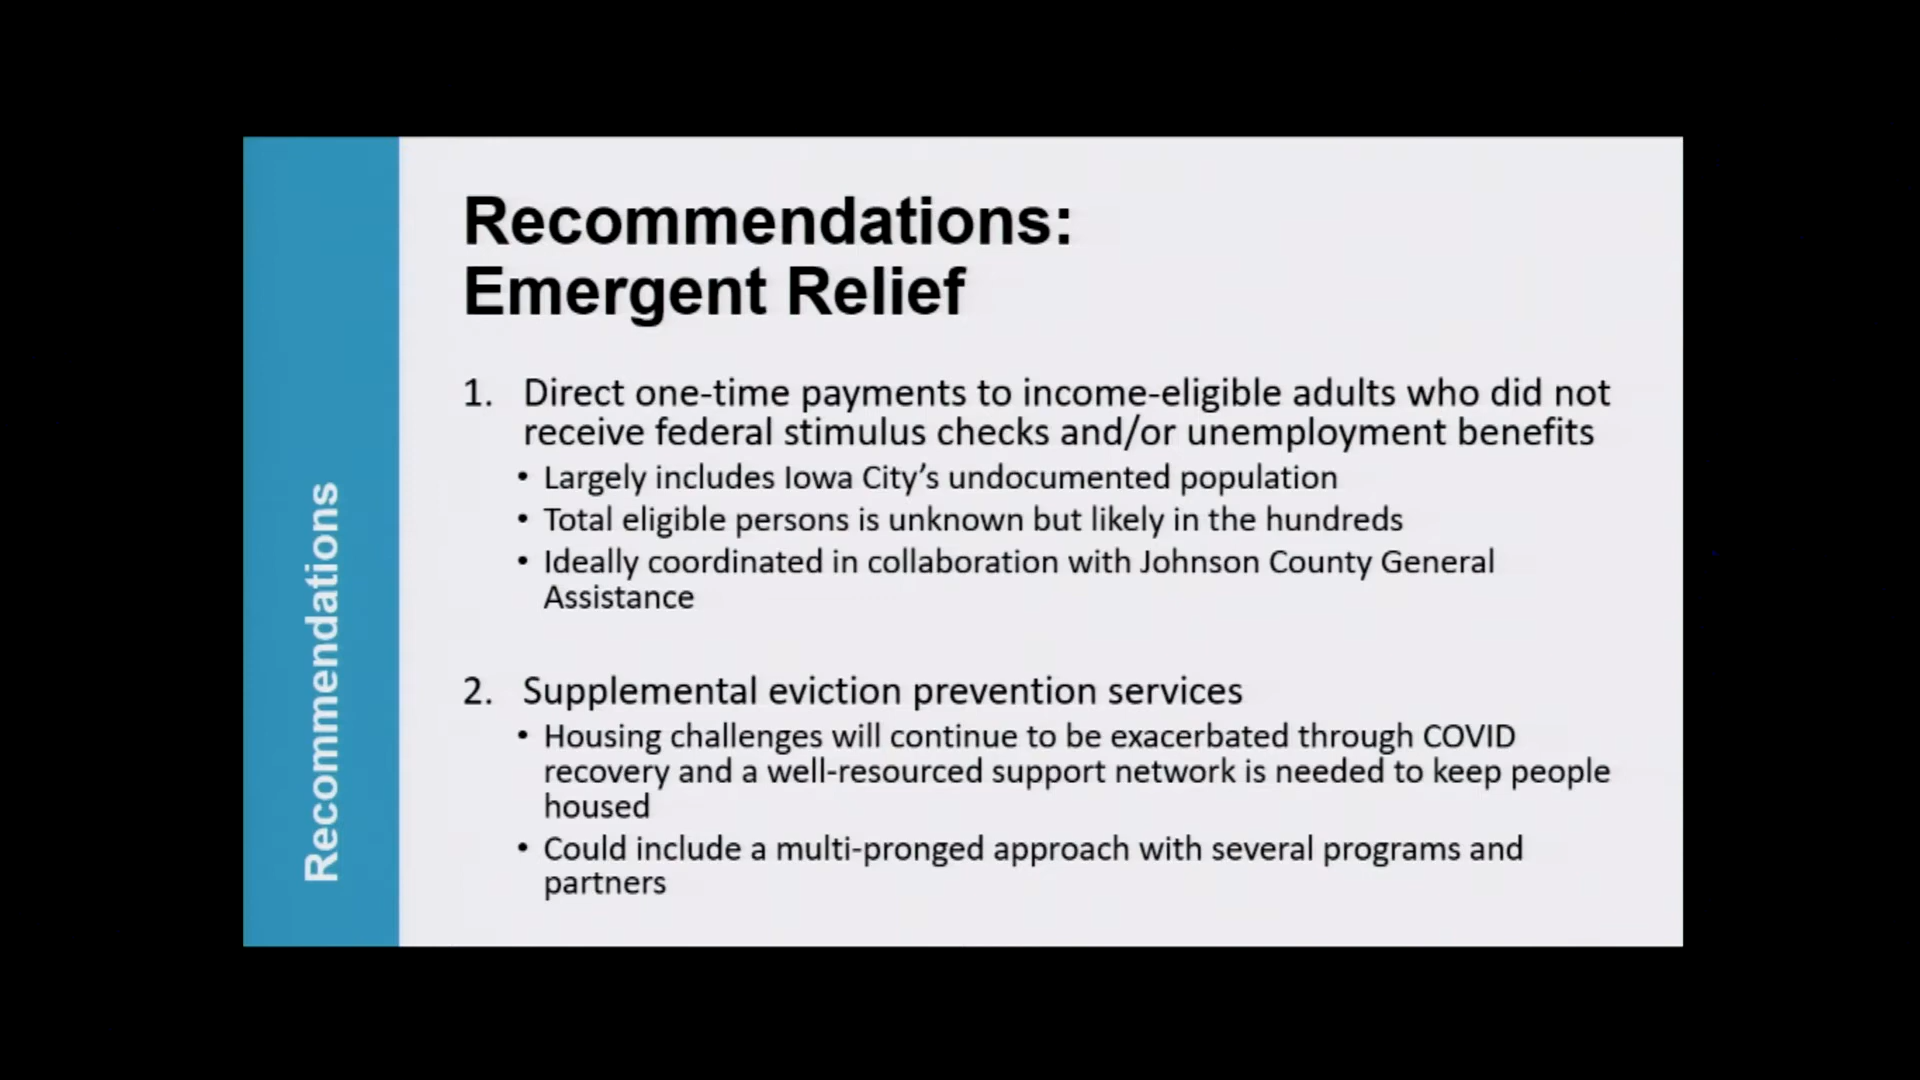 Recommendations:
Emergent Relief
1. Direct one-time payments to income-eligible adults who did not
receive federal stimulus checks and/or unemployment benefits
• Largely includes Iowa City’s undocumented population
• Total eligible persons is unknown but likely in the hundreds
• Ideally coordinated in collaboration with Johnson County General
Assistance
2. Supplemental eviction prevention services
• Housing challenges will continue to be exacerbated through COVID
recovery and a well-resourced support network is needed to keep people
housed
• Could include a multi-pronged approach with several programs and
partners
Recommendations